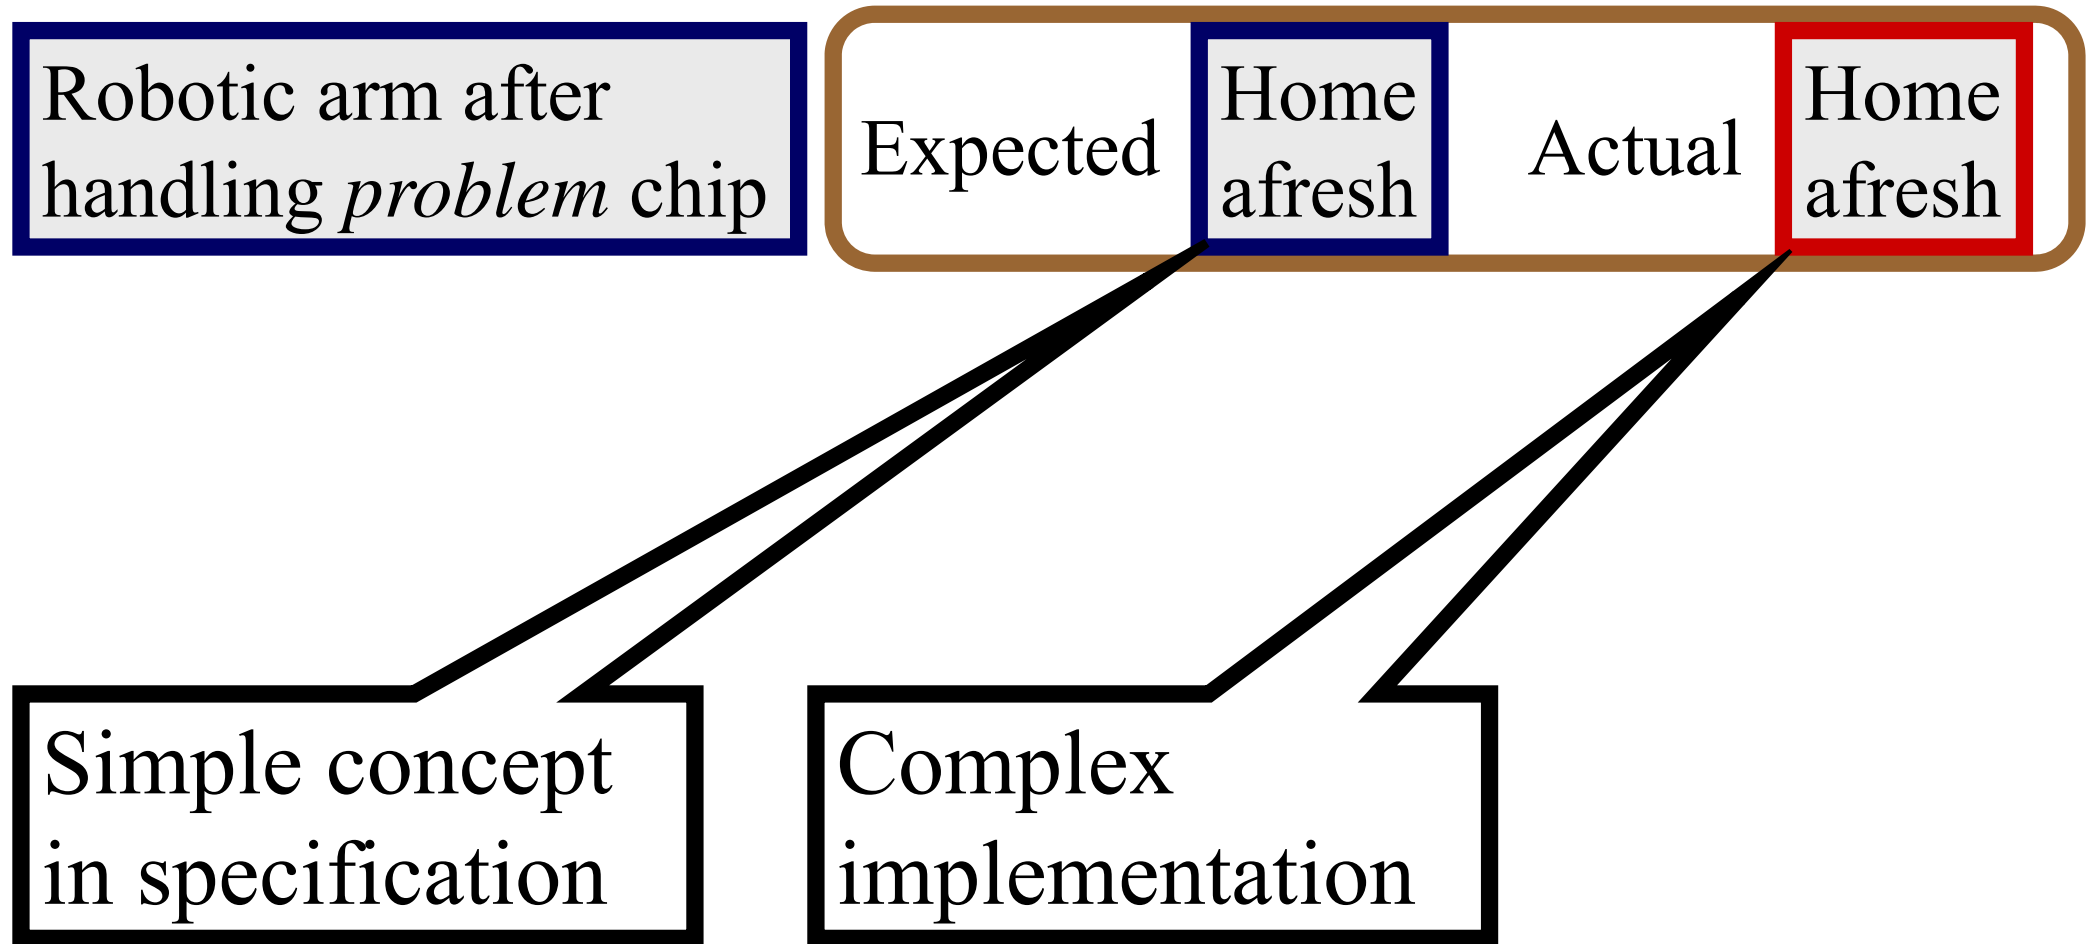 Robotic arm after
handling problem chip
Expected
Home
afresh
Actual
Home
afresh
Simple concept
in specification
Complex
implementation